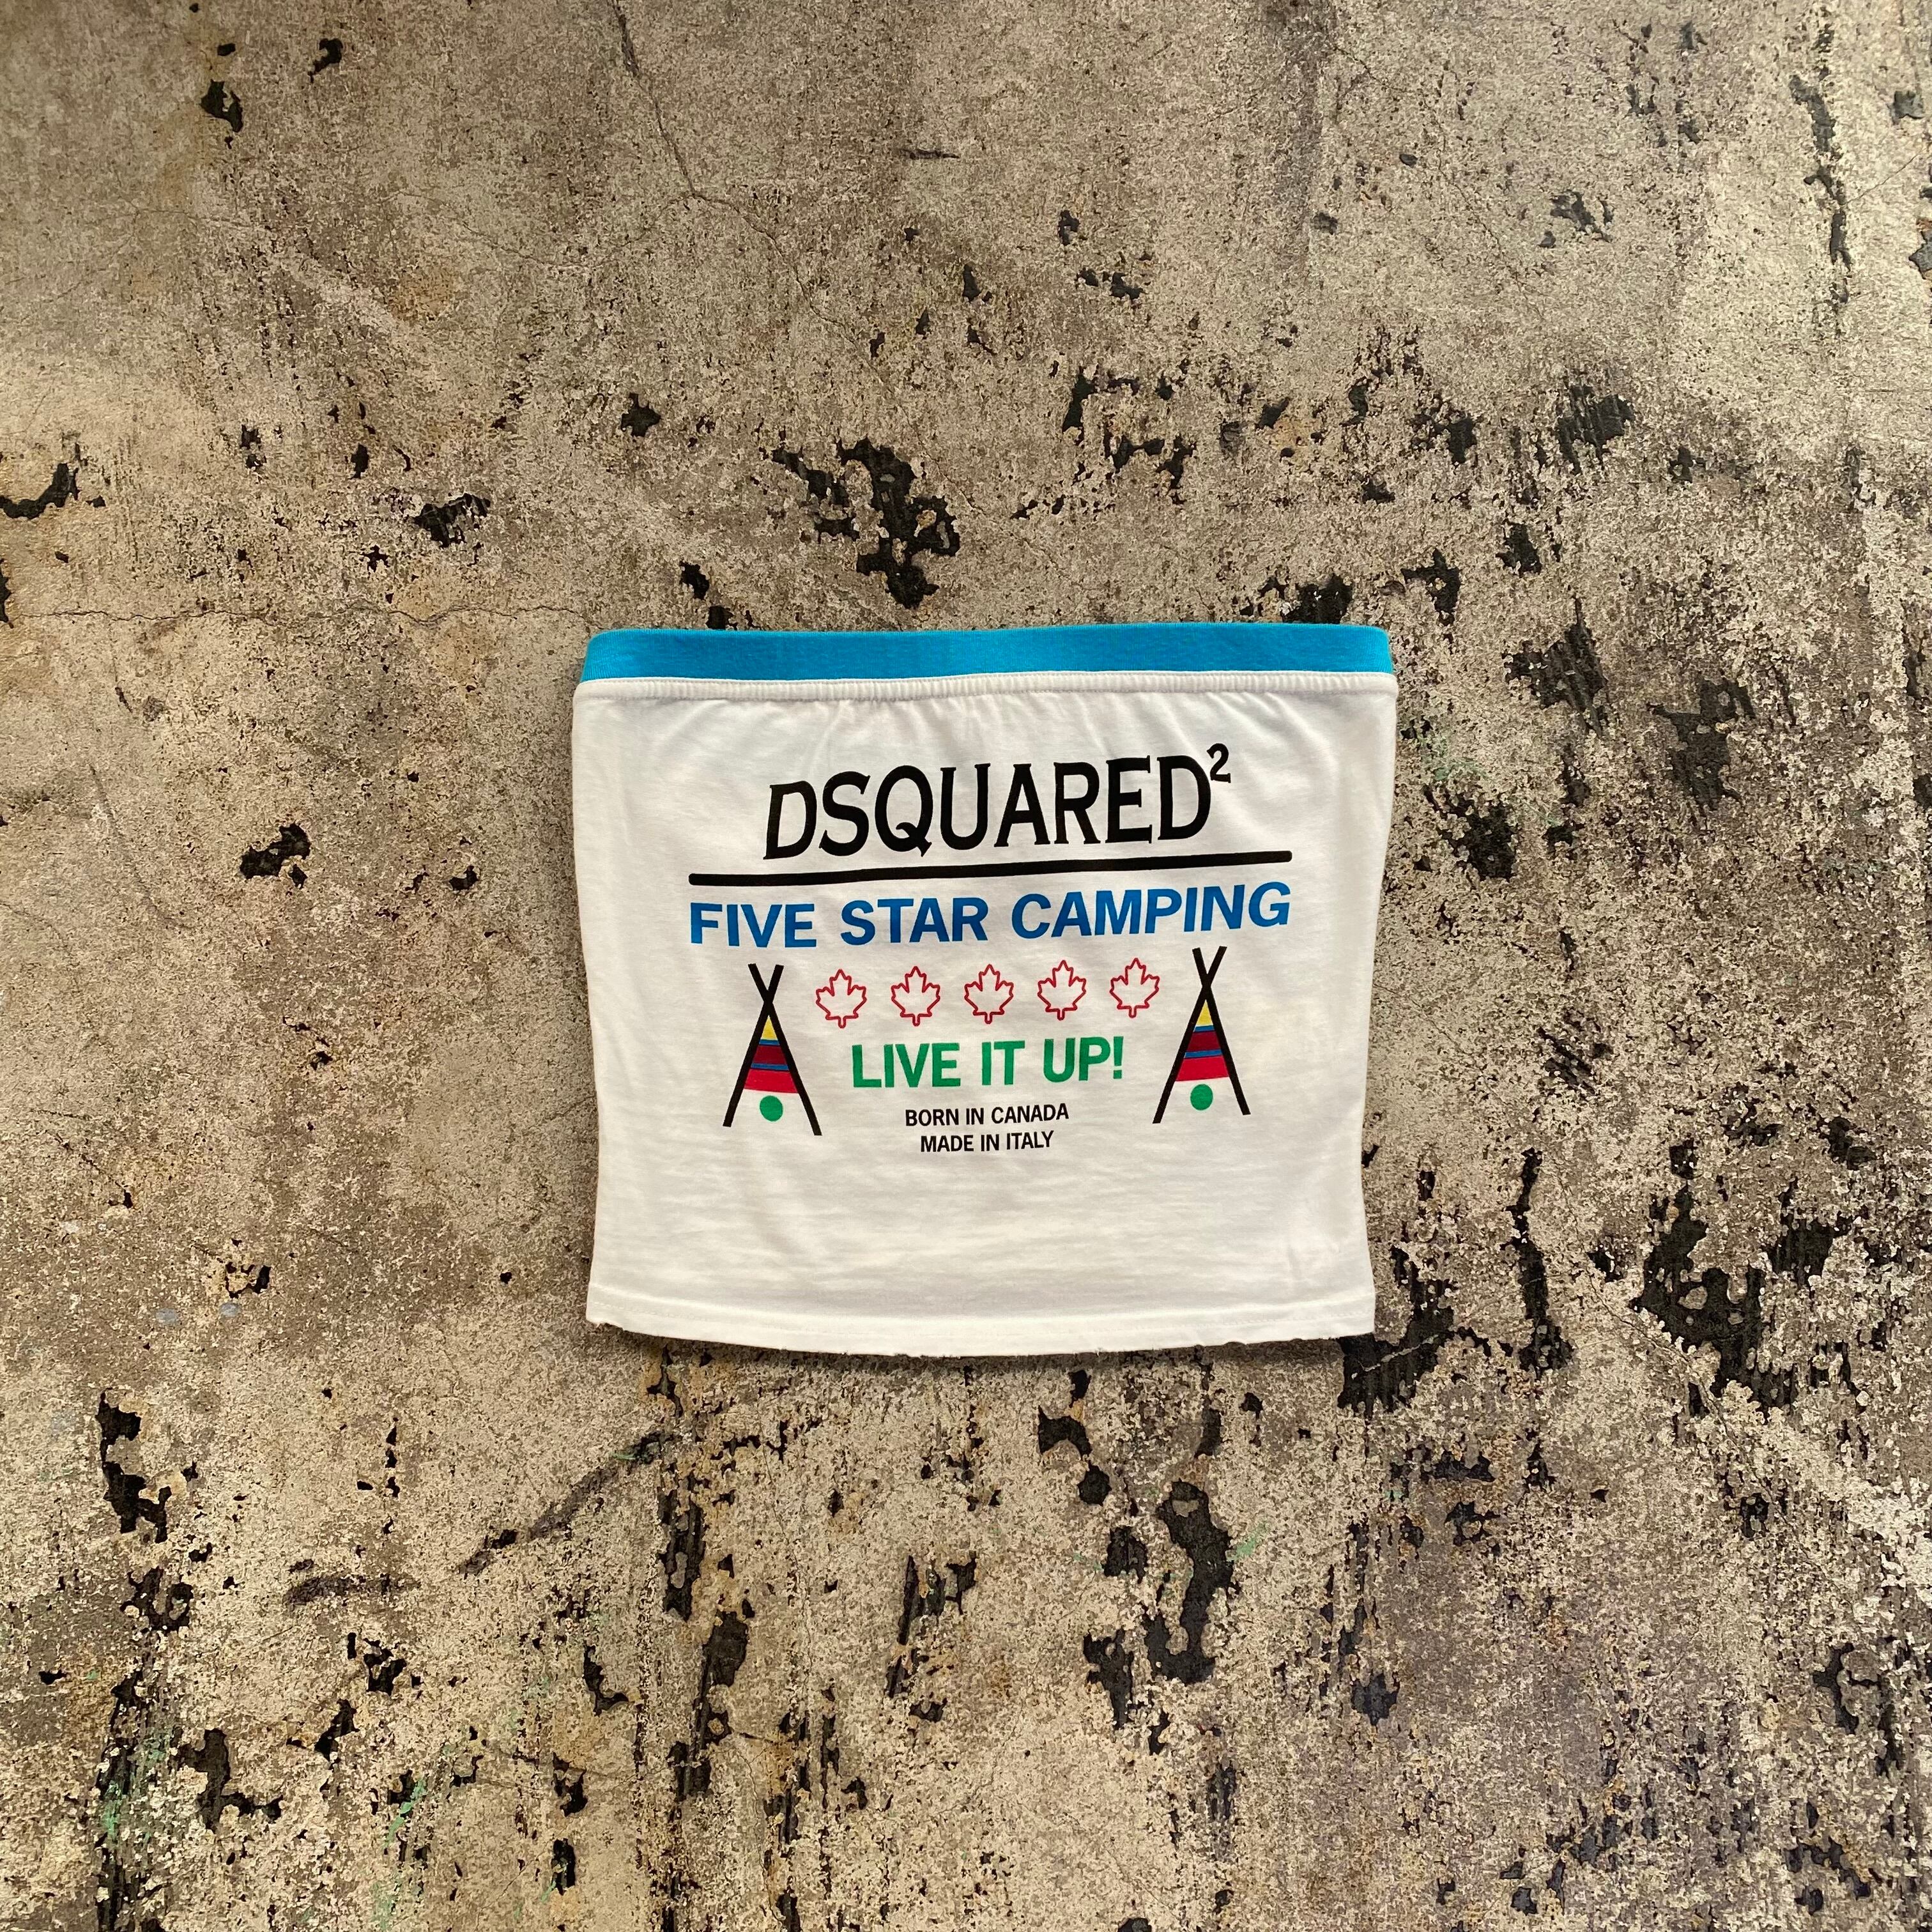 DSQUARED²
FIVE STAR CAMPING
LIVE IT UP!
BORN IN CANADA
MADE IN ITALY